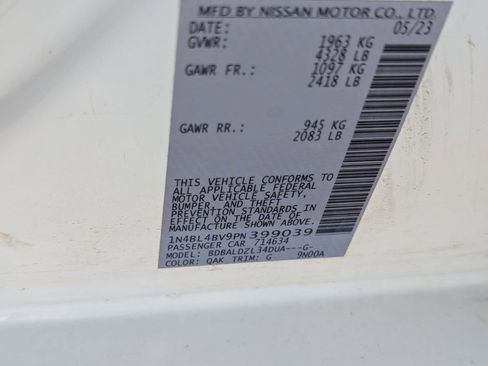 MFD BY NISSAN MOTOR CO., LTD.
DATE: 05/23
GVWR: 1963 KG
4328 LB
GAWR FR.: 1097 KG
2418 LB
GAWR RR.: 945 KG
2083 LB
THIS VEHICLE CONFORMS TO
ALL APPLICABLE FEDERAL
MOTOR VEHICLE SAFETY,
BUMPER, AND THEFT
PREVENTION STANDARDS IN
EFFECT ON THE DATE OF
MANUFACTURE SHOWN ABOVE.
1N4BL4BV9PN399039
PASSENGER CAR 714634
MODEL: BDBALDZL34DUA---G-
COLOR: QAK TRIM: G 9N00A